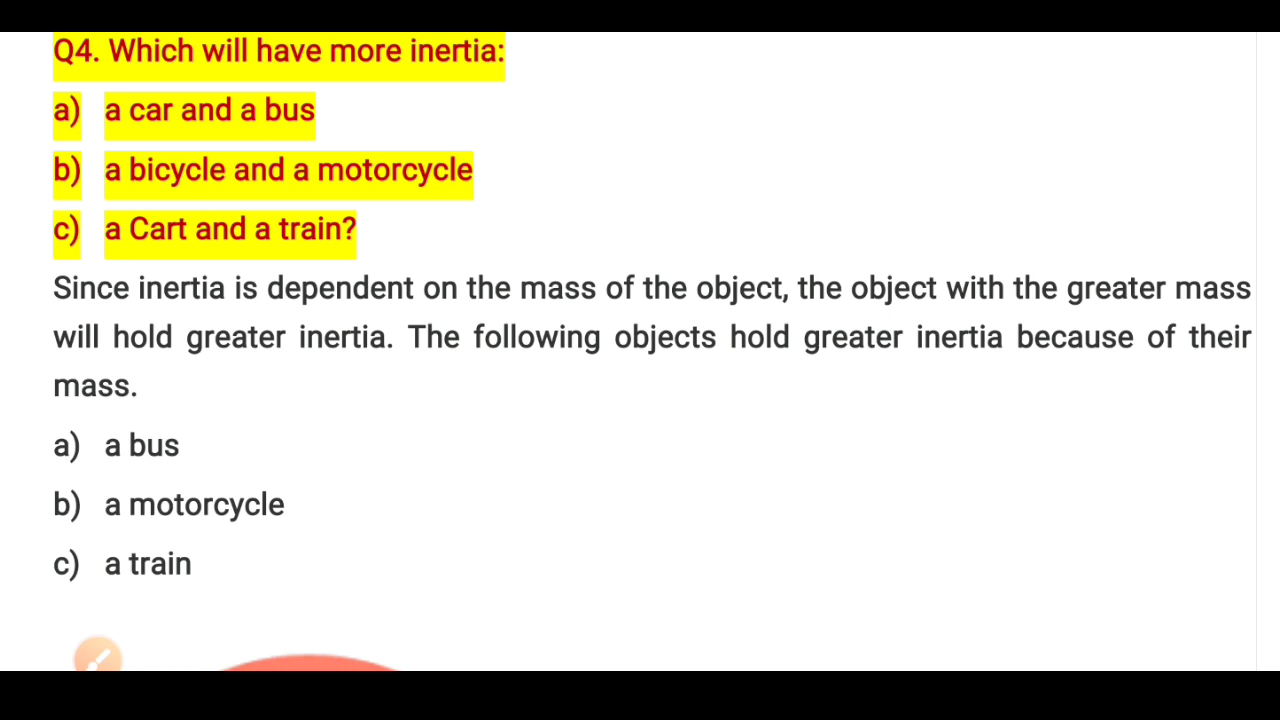 Q4. Which will have more inertia:
a) a car and a bus
b) a bicycle and a motorcycle
c) a Cart and a train?
Since inertia is dependent on the mass of the object, the object with the greater mass
will hold greater inertia. The following objects hold greater inertia because of their
mass.
a) a bus
b) a motorcycle
c) a train